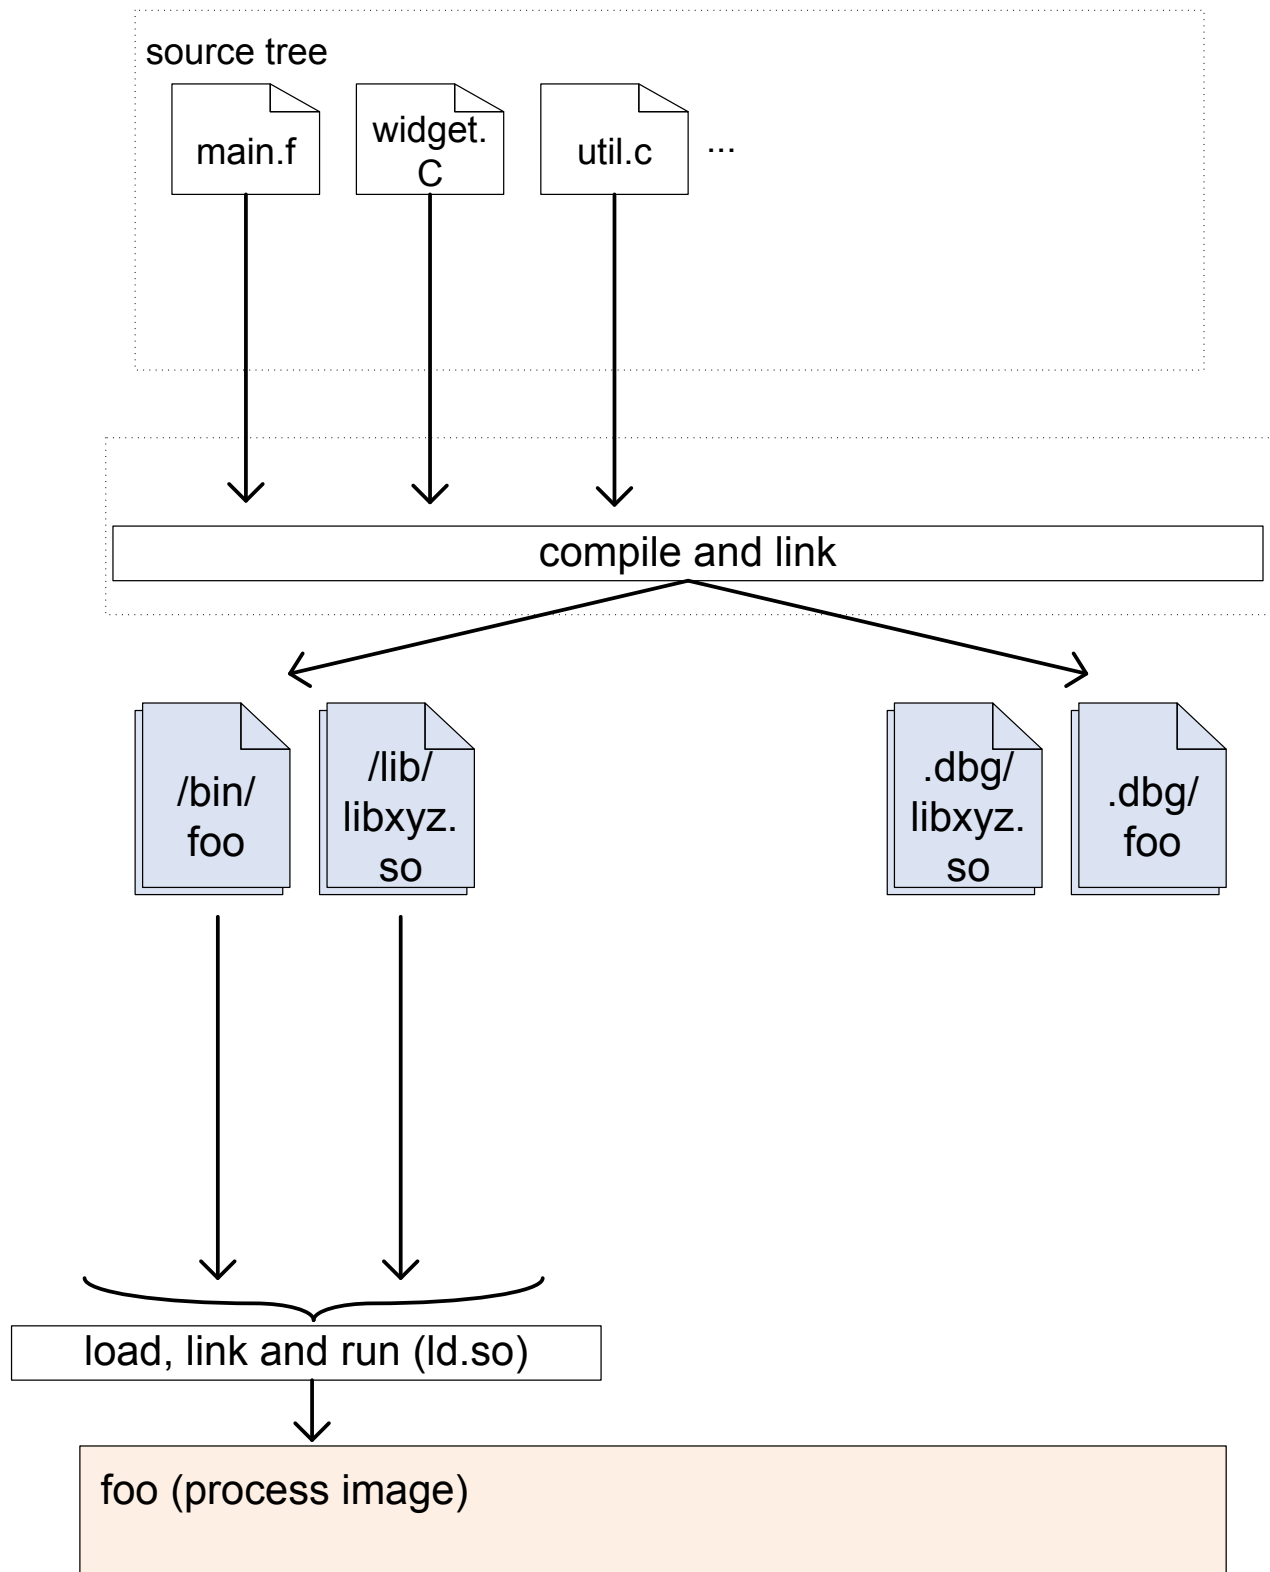 source tree
main.f
widget.
C
util.c
...
compile and link
/bin/
foo
/lib/
libxyz.
so
.dbg/
libxyz.
so
.dbg/
foo
load, link and run (ld.so)
foo (process image)